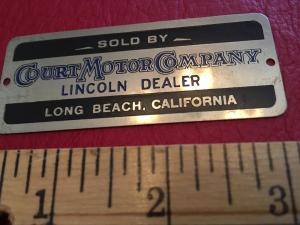 SOLD BY
COURT MOTOR COMPANY
LINCOLN DEALER
LONG BEACH, CALIFORNIA
1 2 3